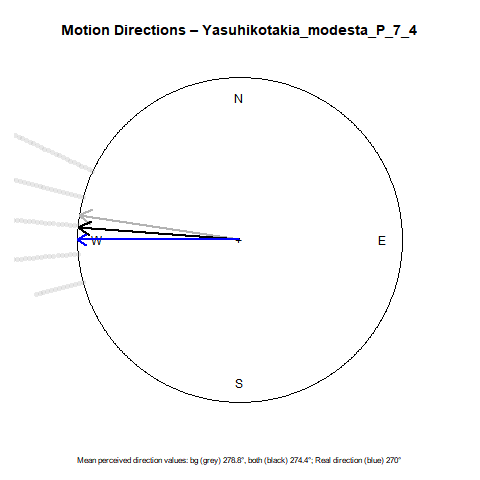 Motion Directions – Yasuhikotakia_modesta_P_7_4
N
W
E
S
Mean perceived direction values: bg (grey) 278.8°, both (black) 274.4°; Real direction (blue) 270°